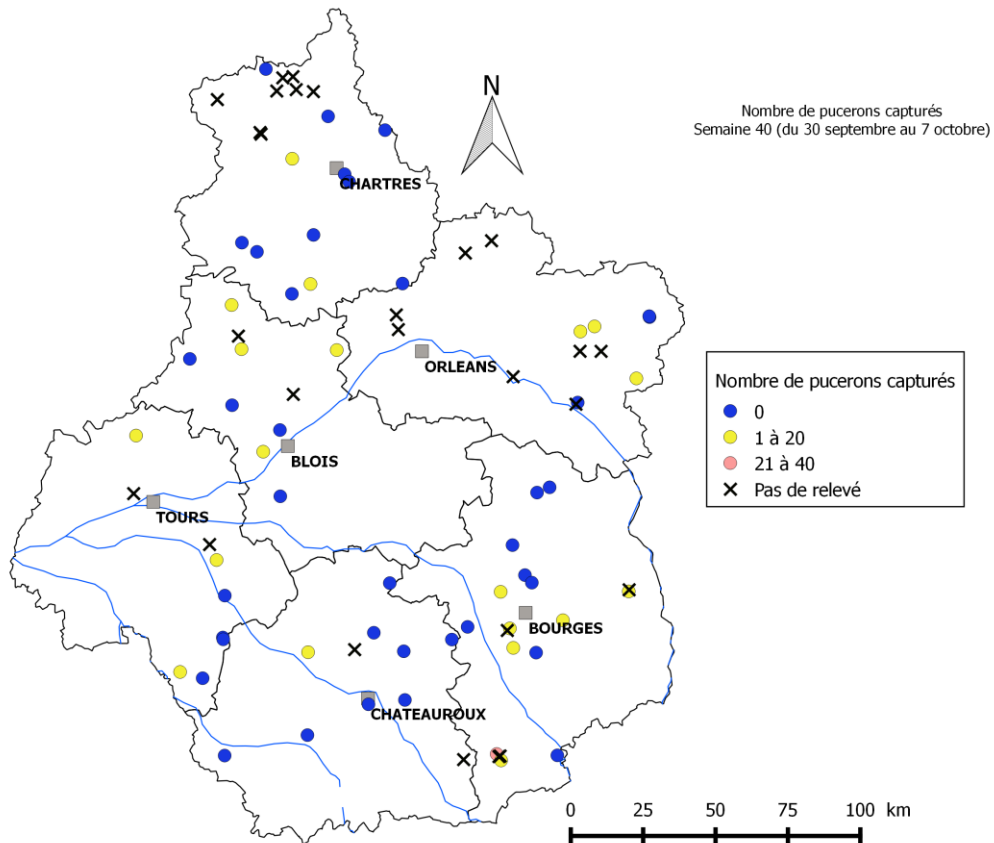 N
Nombre de pucerons capturés
Semaine 40 (du 30 septembre au 7 octobre)
CHARTRES
ORLEANS
BLOIS
TOURS
BOURGES
CHATEAUROUX
Nombre de pucerons capturés
0
1 à 20
21 à 40
Pas de relevé
0 25 50 75 100 km